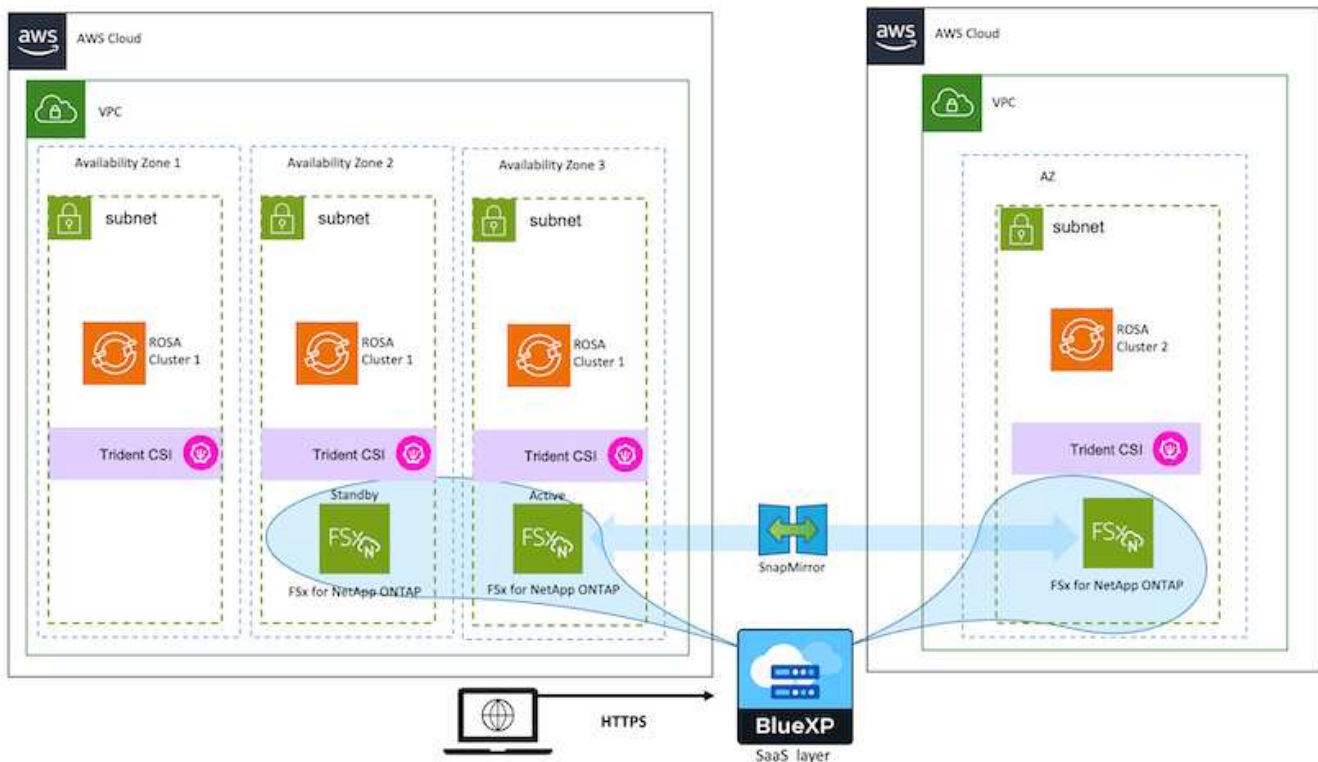 aws
AWS Cloud
VPC
Availability Zone 1
subnet
ROSA
Cluster 1
Trident CSI
Availability Zone 2
subnet
ROSA
Cluster 1
Trident CSI
Standby
FSx
N
FSx for NetApp ONTAP
Availability Zone 3
subnet
ROSA
Cluster 1
Trident CSI
Active
FSx
N
FSx for NetApp ONTAP
SnapMirror
aws
AWS Cloud
VPC
AZ
subnet
ROSA
Cluster 2
Trident CSI
FSx
N
FSx for NetApp ONTAP
HTTPS
BlueXP
SaaS layer